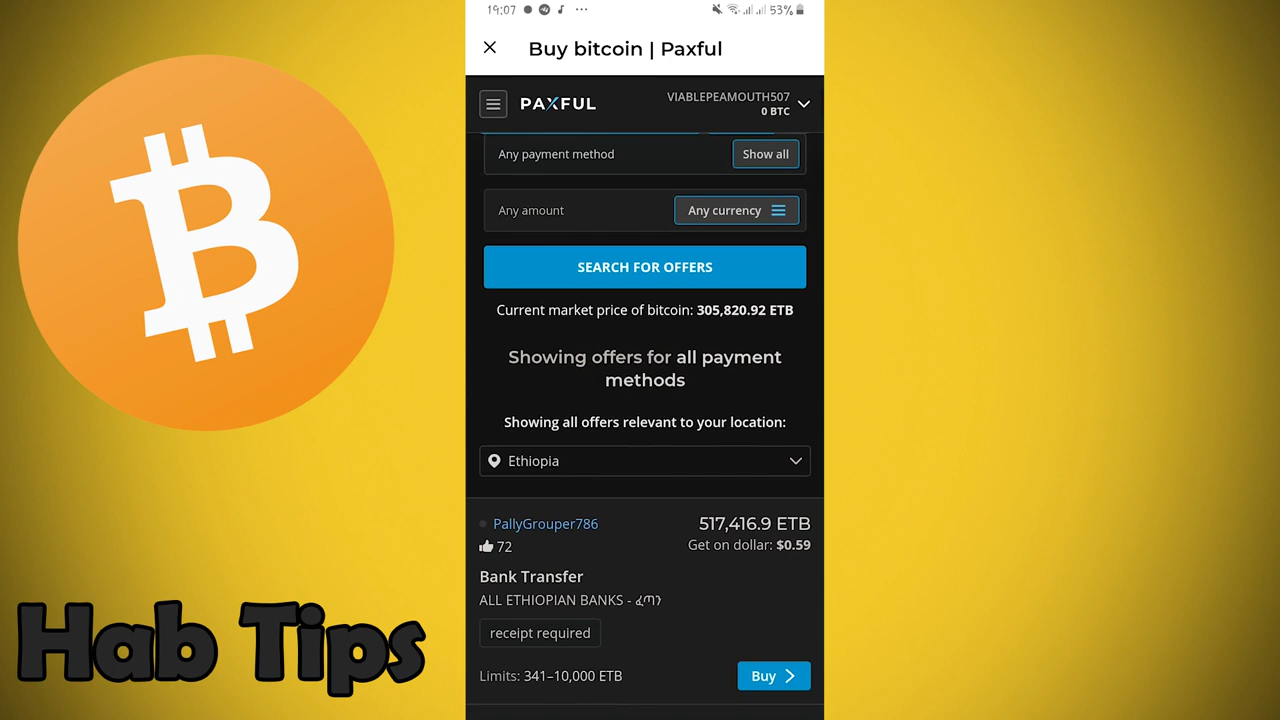 19:07
53%
Buy bitcoin | Paxful
PAXFUL
VIABLEPEAMOUTH507
0 BTC
Any payment method
Show all
Any amount
Any currency
SEARCH FOR OFFERS
Current market price of bitcoin: 305,820.92 ETB
Showing offers for all payment
methods
Showing all offers relevant to your location:
Ethiopia
PallyGrouper786
517,416.9 ETB
72
Get on dollar: $0.59
Bank Transfer
ALL ETHIOPIAN BANKS - ፈጣን
receipt required
Limits: 341–10,000 ETB
Buy
Hab Tips